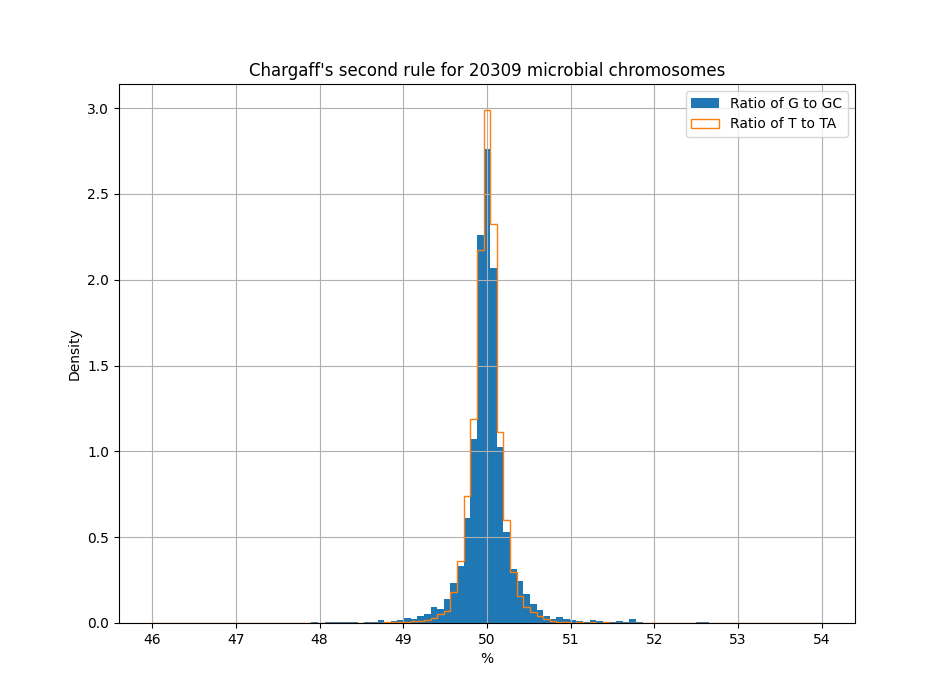 Chargaff's second rule for 20309 microbial chromosomes
Ratio of G to GC
Ratio of T to TA
3.0
2.5
2.0
1.5
1.0
0.5
0.0
Density
46 47 48 49 50 51 52 53 54
%